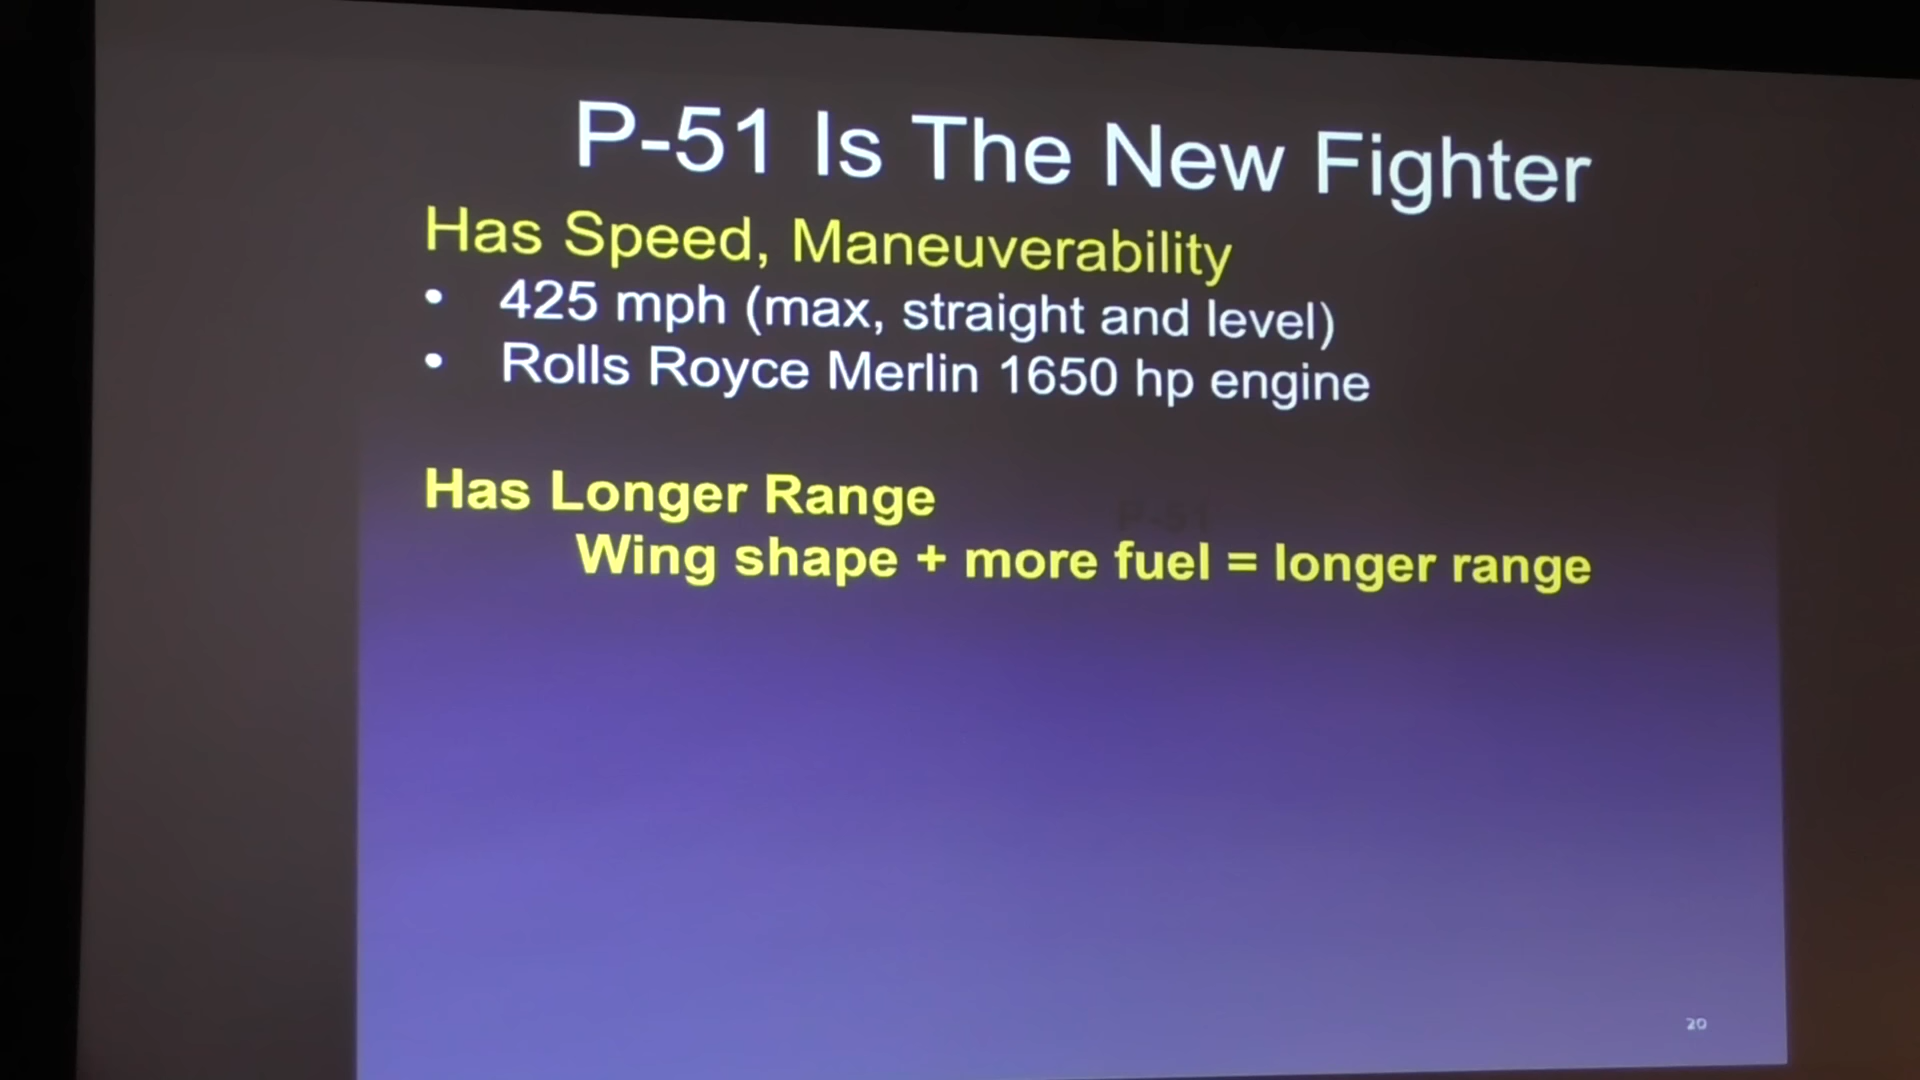 P-51 Is The New Fighter
Has Speed, Maneuverability
• 425 mph (max, straight and level)
• Rolls Royce Merlin 1650 hp engine
Has Longer Range
P-51
Wing shape + more fuel = longer range
20